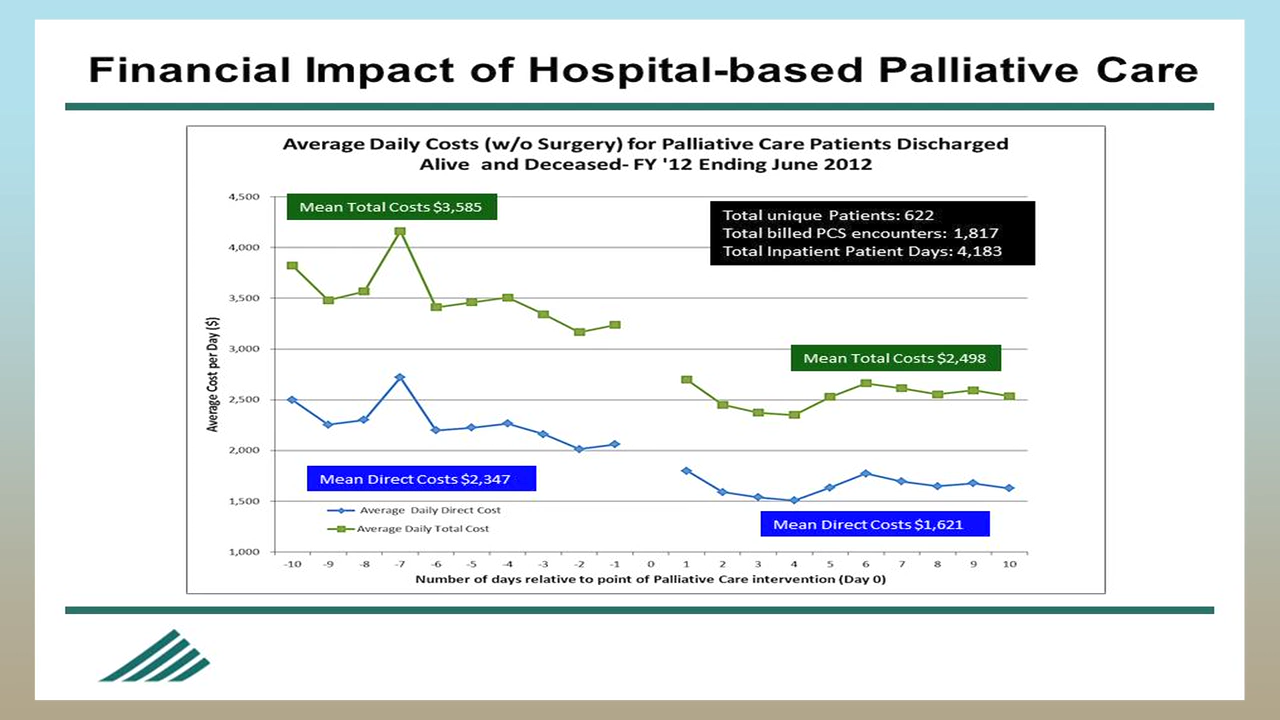 Financial Impact of Hospital-based Palliative Care
Average Daily Costs (w/o Surgery) for Palliative Care Patients Discharged
Alive and Deceased- FY '12 Ending June 2012
4,500
4,000
3,500
3,000
2,500
2,000
1,500
1,000
Average Cost per Day ($)
Mean Total Costs $3,585
Total unique Patients: 622
Total billed PCS encounters: 1,817
Total Inpatient Patient Days: 4,183
Mean Total Costs $2,498
Mean Direct Costs $2,347
Mean Direct Costs $1,621
Average Daily Direct Cost
Average Daily Total Cost
-10 -9 -8 -7 -6 -5 -4 -3 -2 -1 0 1 2 3 4 5 6 7 8 9 10
Number of days relative to point of Palliative Care intervention (Day 0)